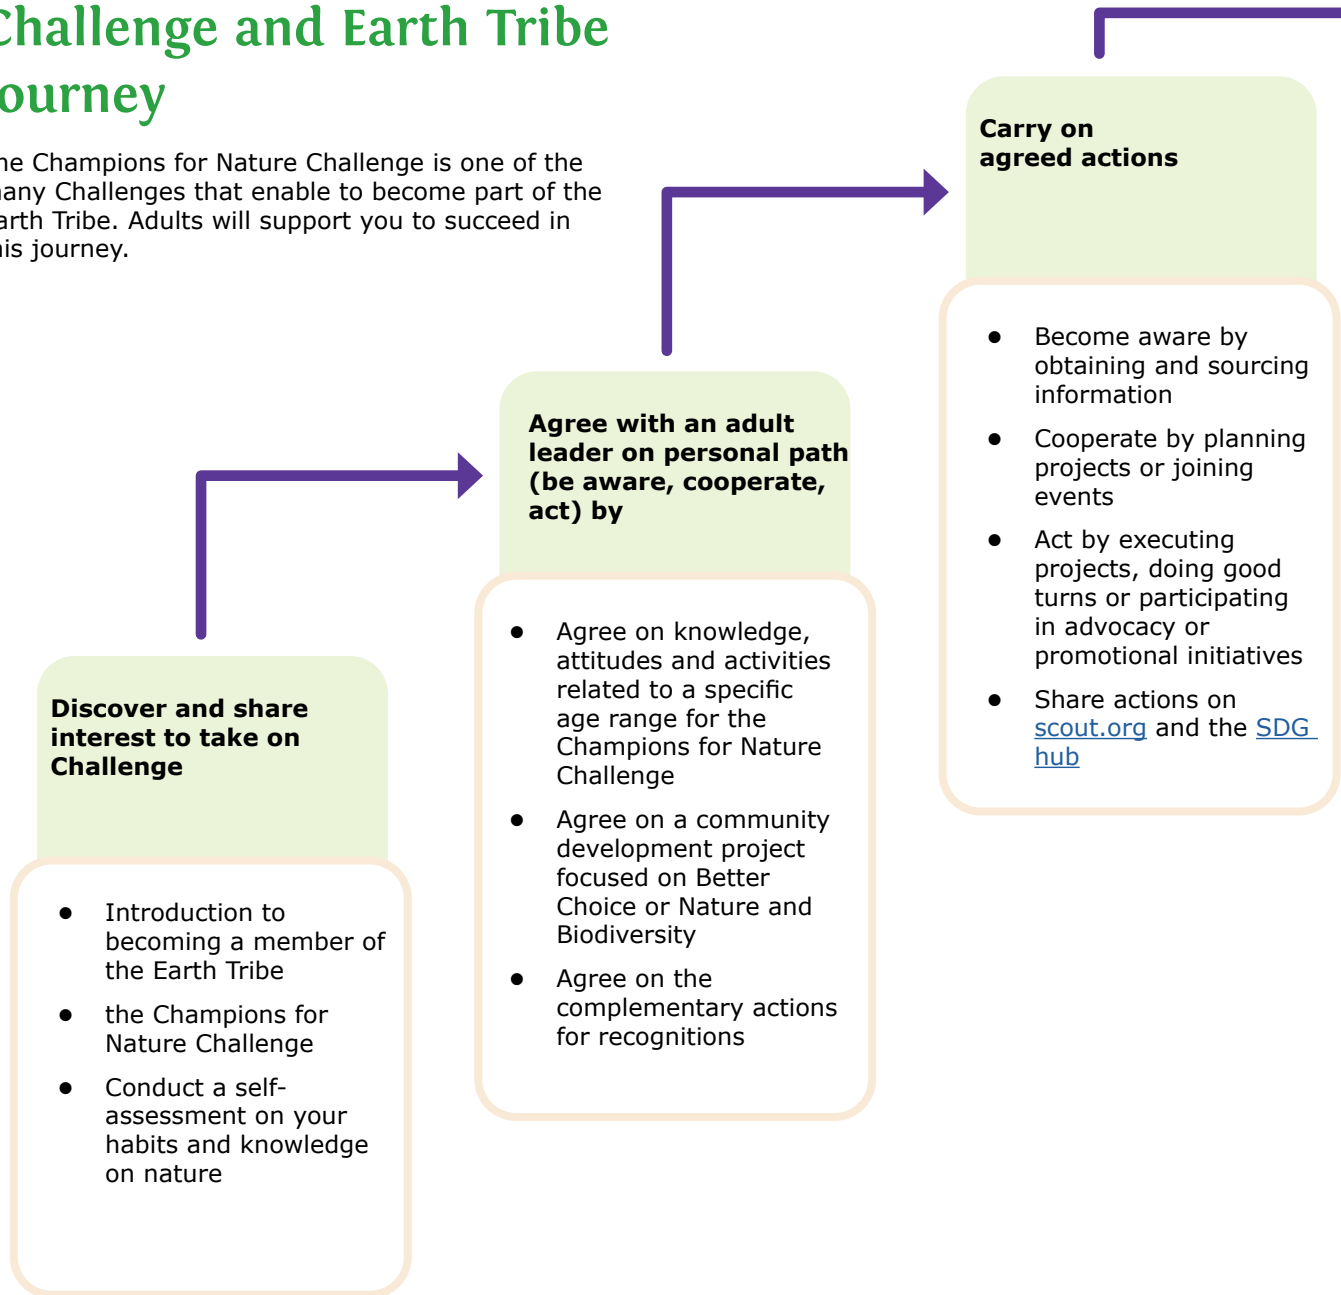 Challenge and Earth Tribe
ourney
he Champions for Nature Challenge is one of the
many Challenges that enable to become part of the
arth Tribe. Adults will support you to succeed in
his journey.
Discover and share
interest to take on
Challenge
● Introduction to
becoming a member of
the Earth Tribe
● the Champions for
Nature Challenge
● Conduct a self-
assessment on your
habits and knowledge
on nature
Agree with an adult
leader on personal path
(be aware, cooperate,
act) by
● Agree on knowledge,
attitudes and activities
related to a specific
age range for the
Champions for Nature
Challenge
● Agree on a community
development project
focused on Better
Choice or Nature and
Biodiversity
● Agree on the
complementary actions
for recognitions
Carry on
agreed actions
● Become aware by
obtaining and sourcing
information
● Cooperate by planning
projects or joining
events
● Act by executing
projects, doing good
turns or participating
in advocacy or
promotional initiatives
● Share actions on
scout.org and the SDG
hub